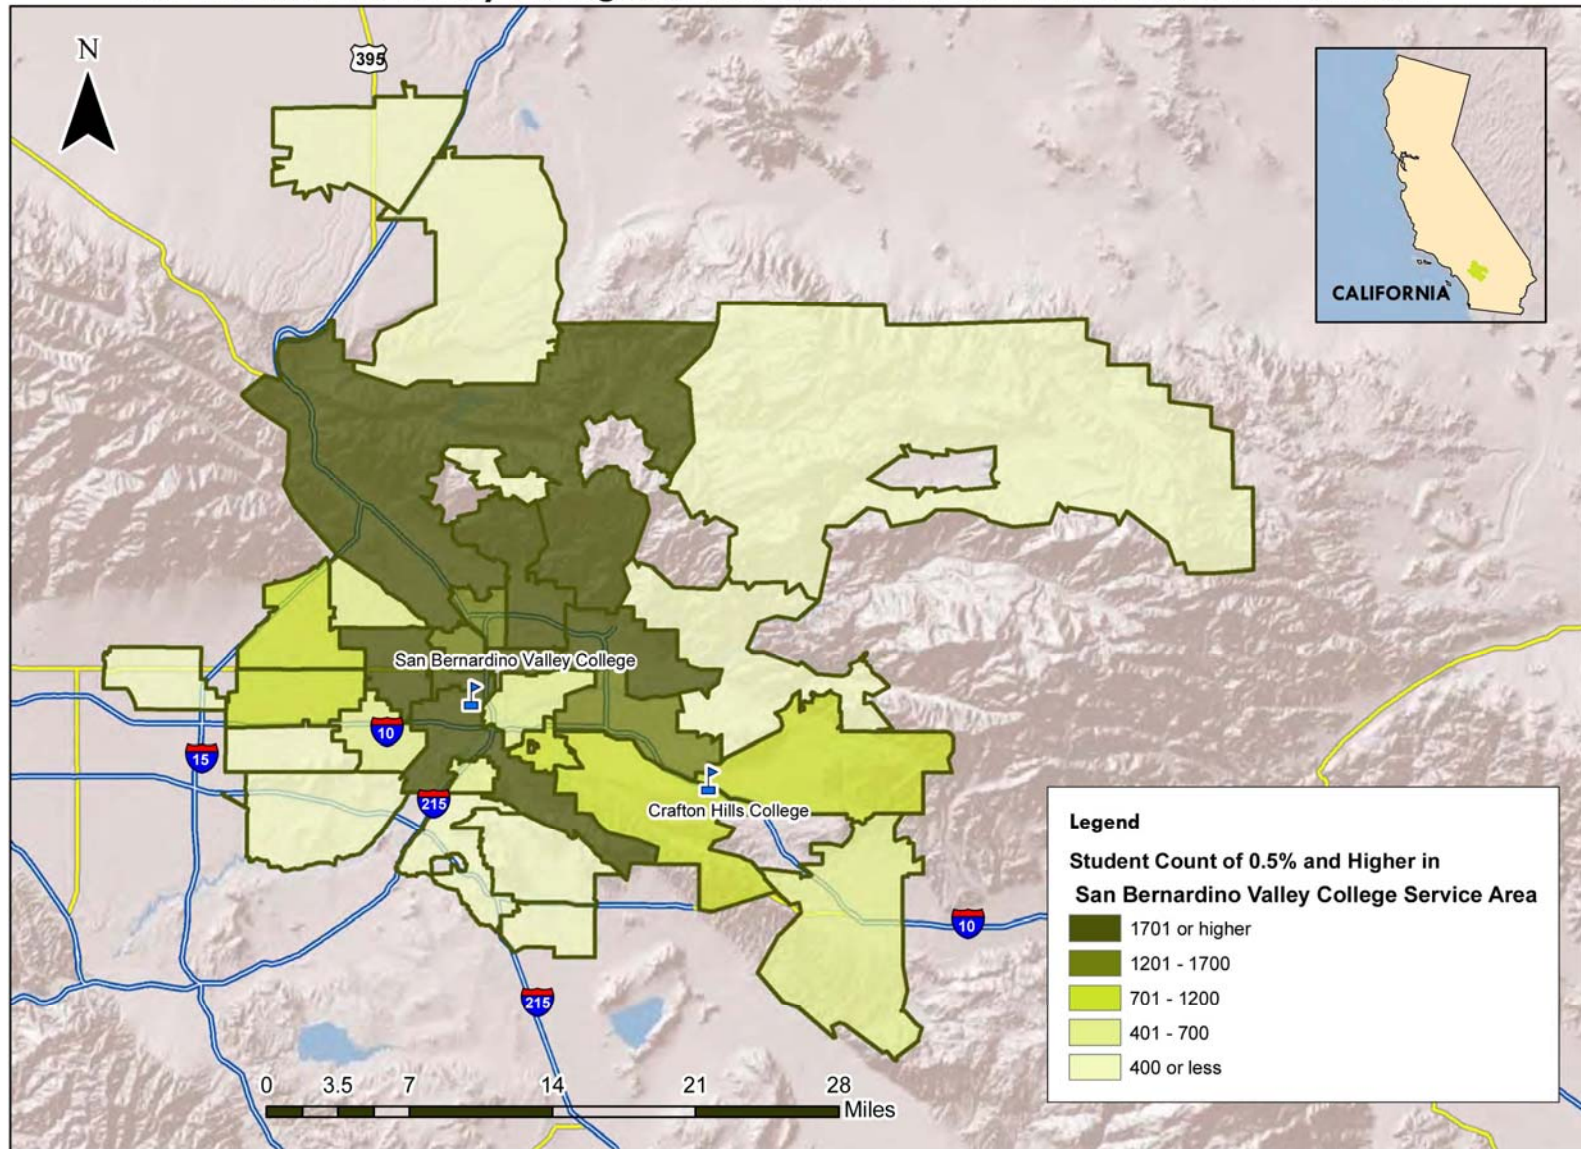 N
395
CALIFORNIA
San Bernardino Valley College
10
15
215
Crafton Hills College
10
215
Legend
Student Count of 0.5% and Higher in
San Bernardino Valley College Service Area
1701 or higher
1201 - 1700
701 - 1200
401 - 700
400 or less
0 3.5 7 14 21 28
Miles